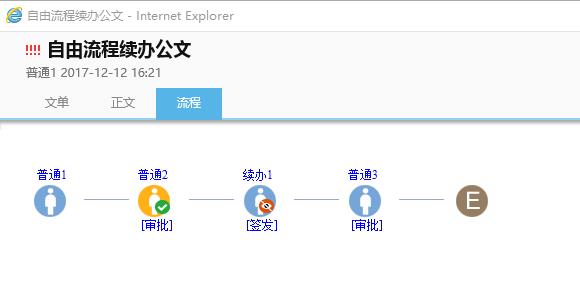 自由流程续办公文 - Internet Explorer
!!!! 自由流程续办公文
普通1 2017-12-12 16:21
文单 正文 流程
普通1 普通2 续办1 普通3
E
[审批] [签发] [审批]